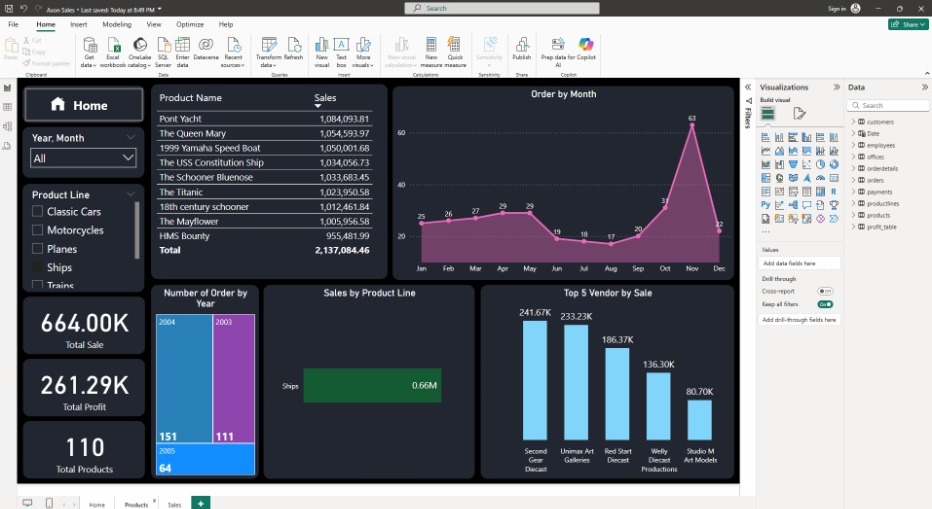 Axon Sales • Last saved: Today at 8:49 PM
Search
Sign in
File Home Insert Modeling View Optimize Help
Share
Paste
Cut
Copy
Format painter
Get data
Excel workbook
OneLake catalog
SQL Server
Enter data
Dataverse
Recent sources
Transform data
Refresh
New visual
Text box
More visuals
New visual calculation
New measure
Quick measure
Sensitivity
Publish
Prep data for AI
Copilot
Clipboard
Data
Queries
Insert
Calculations
Sensitivity
Share
Copilot
Home
Year, Month
All
Product Line
Classic Cars
Motorcycles
Planes
Ships
Trains
664.00K
Total Sale
261.29K
Total Profit
110
Total Products
Product Name Sales
Pont Yacht 1,084,093.81
The Queen Mary 1,054,593.97
1999 Yamaha Speed Boat 1,050,001.68
The USS Constitution Ship 1,034,056.73
The Schooner Bluenose 1,033,683.45
The Titanic 1,023,950.58
18th century schooner 1,012,461.84
The Mayflower 1,005,956.58
HMS Bounty 955,481.99
Total 2,137,084.46
Order by Month
60
40
20
25 26 27 29 29 19 18 17 20 31 63 22
Jan Feb Mar Apr May Jun Jul Aug Sep Oct Nov Dec
Number of Order by Year
2004
151
2003
111
2005
64
Sales by Product Line
Ships
0.66M
Top 5 Vendor by Sale
241.67K
233.23K
186.37K
136.30K
80.70K
Second Gear Diecast
Unimax Art Galleries
Red Start Diecast
Welly Diecast Productions
Studio M Art Models
Filters
Visualizations
Build visual
R
Py
Values
Add data fields here
Drill through
Cross-report
Off
Keep all filters
On
Add drill-through fields here
Data
Search
customers
Date
employees
offices
orderdetails
orders
payments
productlines
products
profit_table
Home
Products
Sales